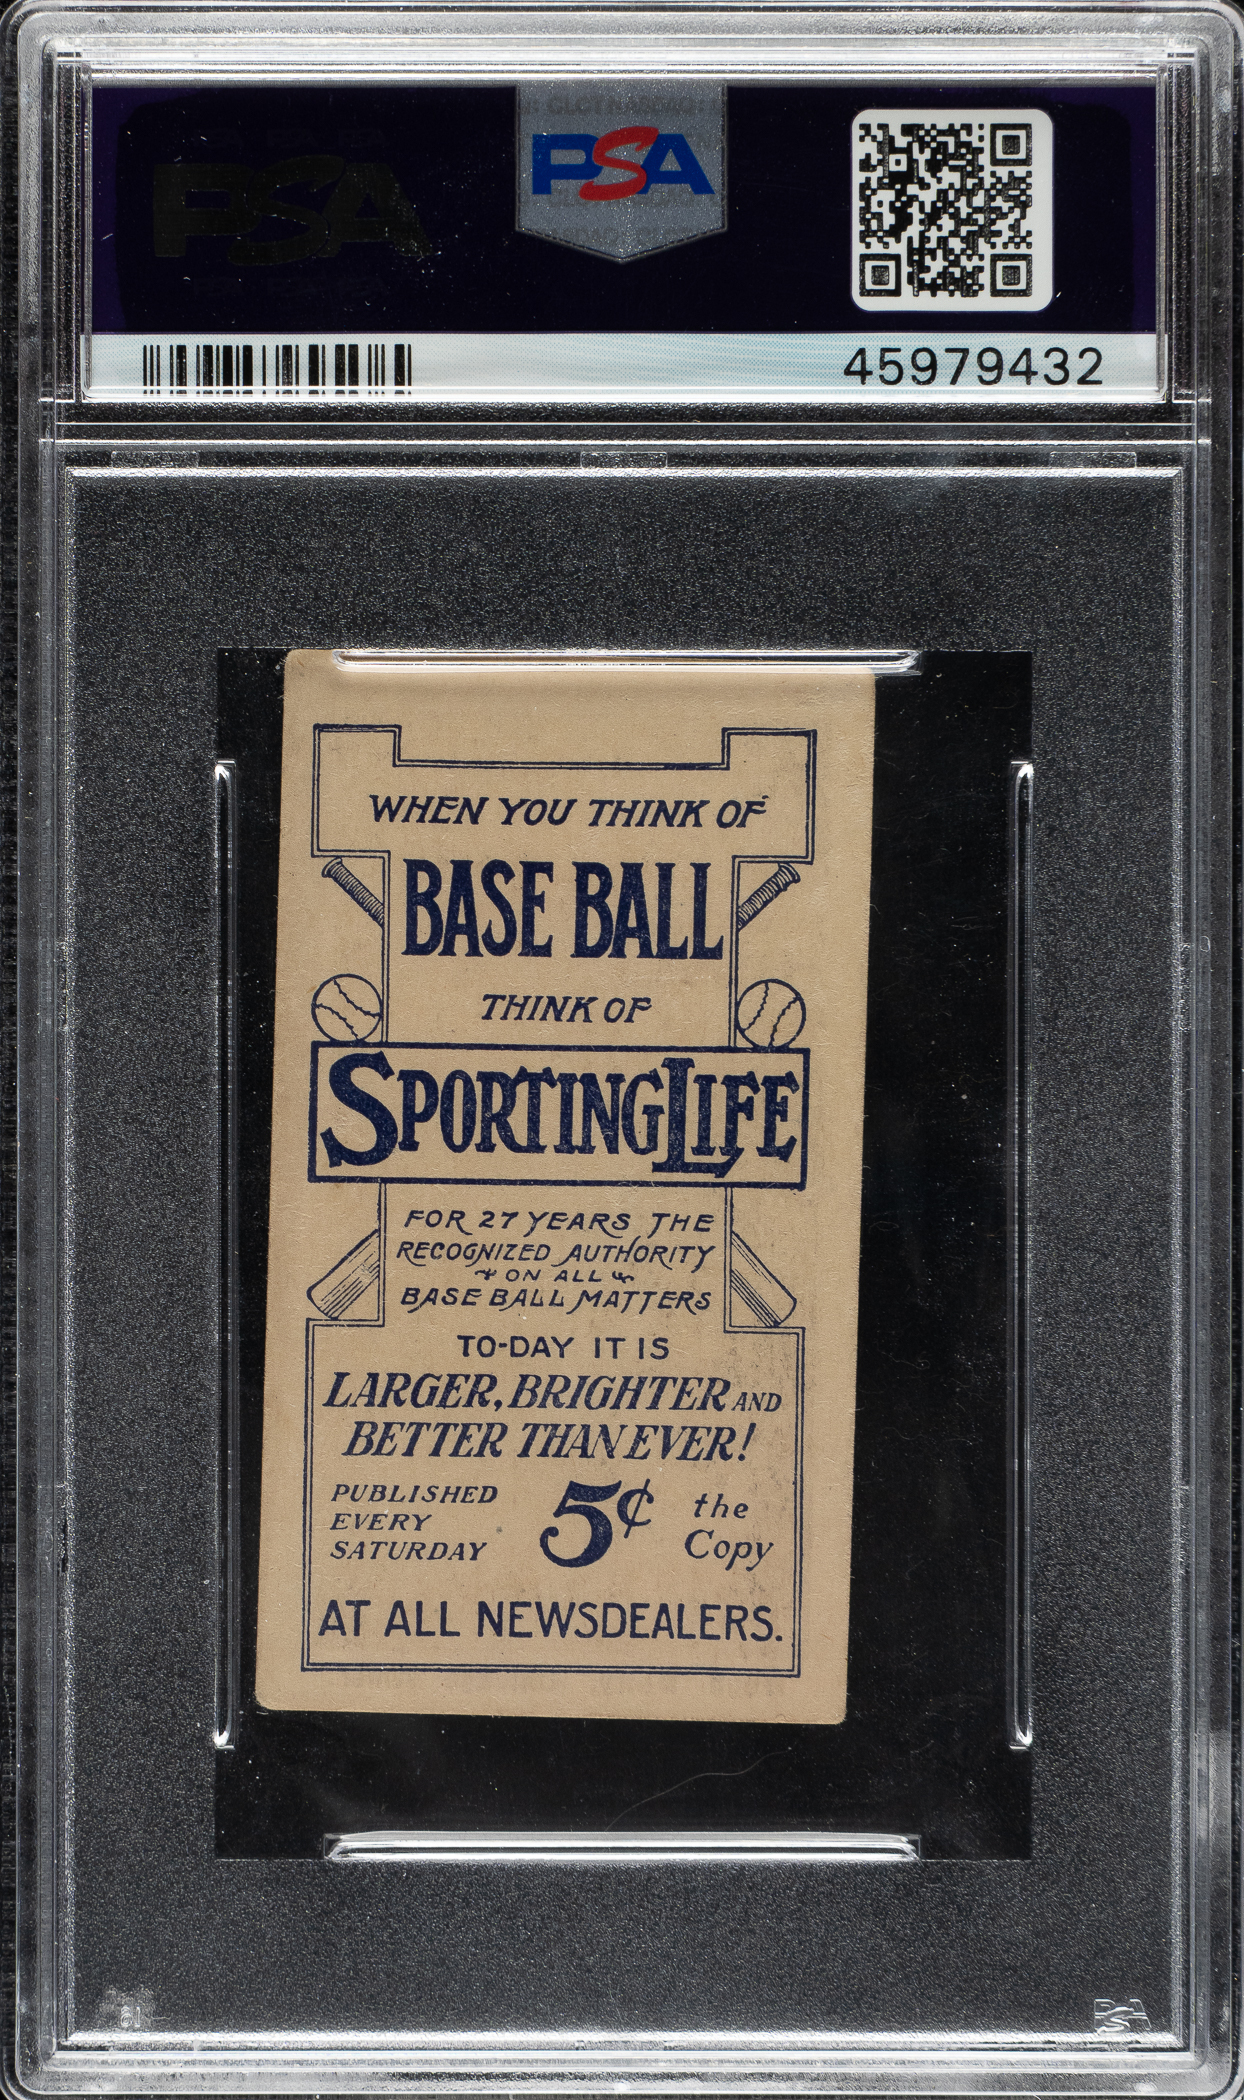 PSA
PSA
45979432
WHEN YOU THINK OF
BASE BALL
THINK OF
SPORTING LIFE
FOR 27 YEARS THE
RECOGNIZED AUTHORITY
ON ALL
BASE BALL MATTERS
TO-DAY IT IS
LARGER, BRIGHTER AND
BETTER THAN EVER!
PUBLISHED
EVERY
SATURDAY
5¢
the
Copy
AT ALL NEWSDEALERS.
PSA